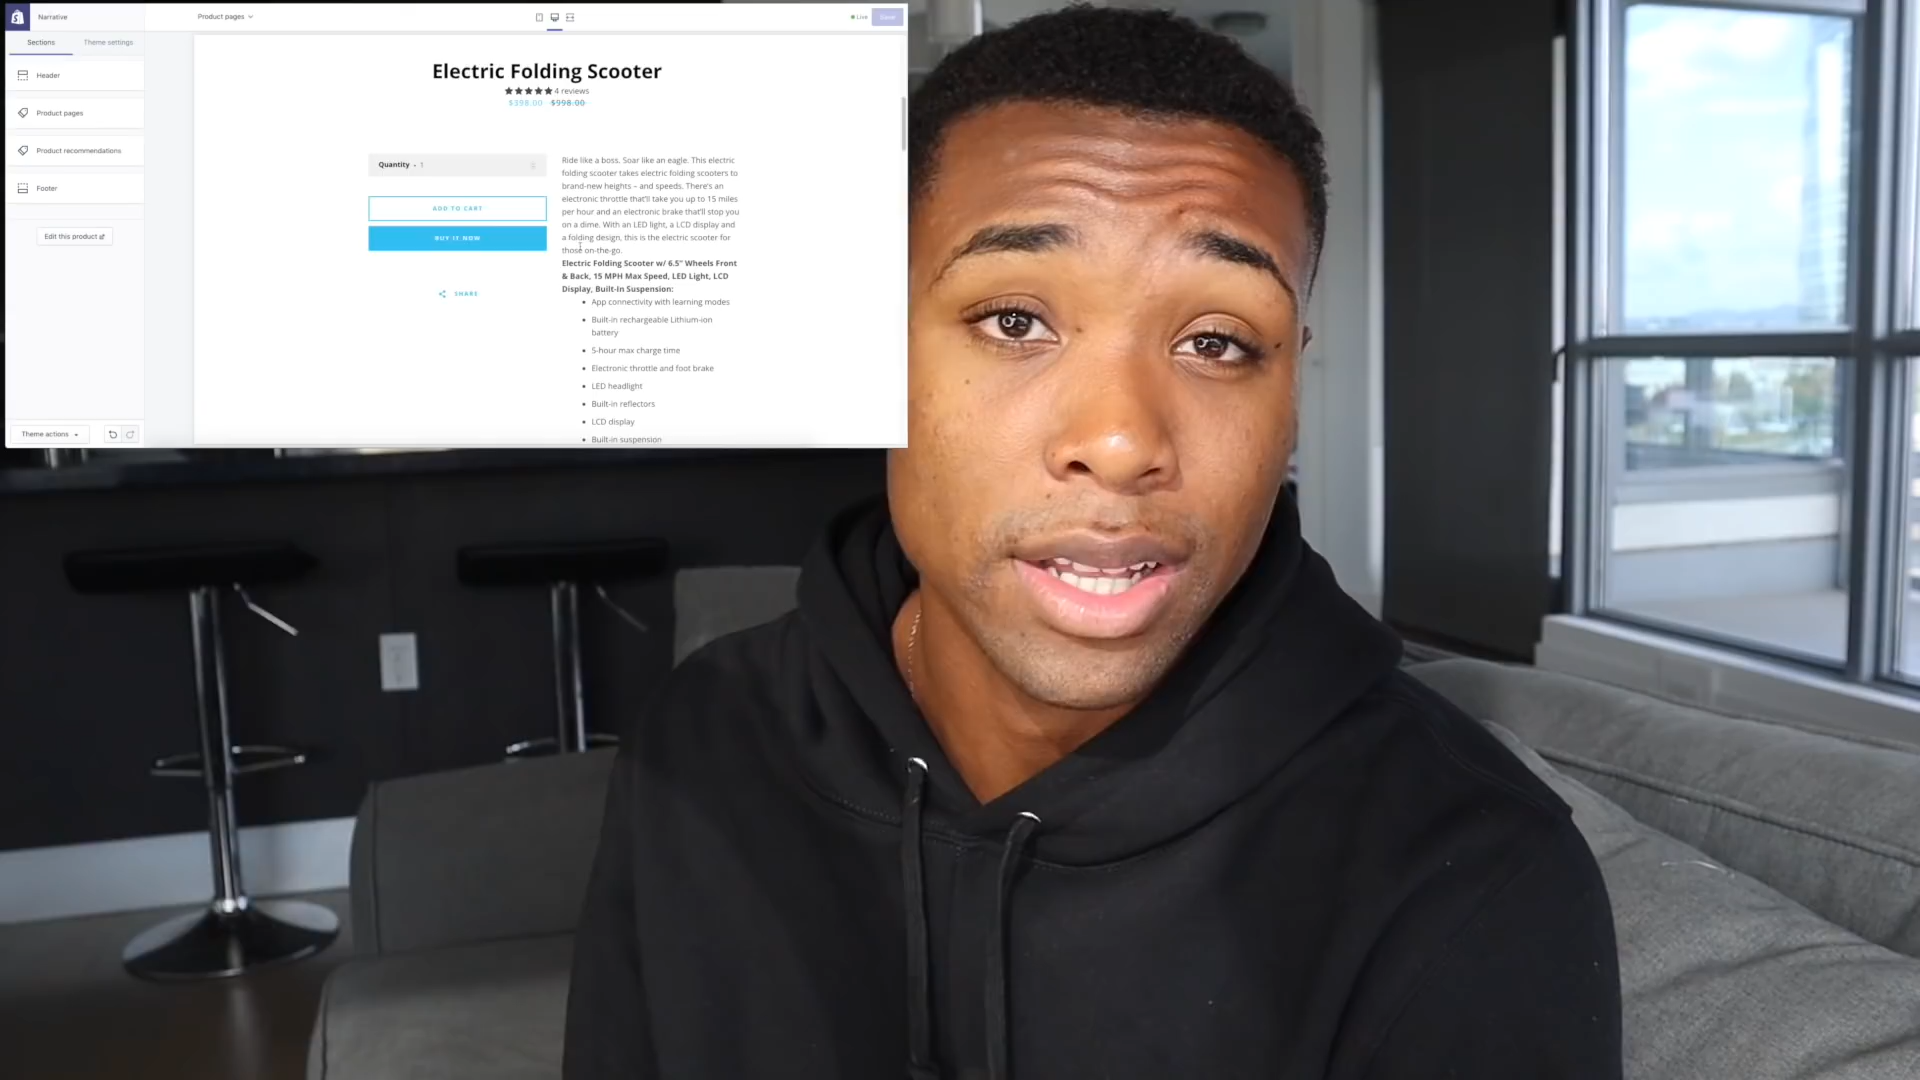 Narrative
Product pages
Live
Save
Sections
Theme settings
Header
Product pages
Product recommendations
Footer
Edit this product
Theme actions
Electric Folding Scooter
4 reviews
$398.00 $998.00
Quantity - 1
ADD TO CART
BUY IT NOW
SHARE
Ride like a boss. Soar like an eagle. This electric
folding scooter takes electric folding scooters to
brand-new heights – and speeds. There's an
electronic throttle that'll take you up to 15 miles
per hour and an electronic brake that'll stop you
on a dime. With an LED light, a LCD display and
a folding design, this is the electric scooter for
those on-the-go.
Electric Folding Scooter w/ 6.5" Wheels Front
& Back, 15 MPH Max Speed, LED Light, LCD
Display, Built-In Suspension:
• App connectivity with learning modes
• Built-in rechargeable Lithium-ion
battery
• 5-hour max charge time
• Electronic throttle and foot brake
• LED headlight
• Built-in reflectors
• LCD display
• Built-in suspension